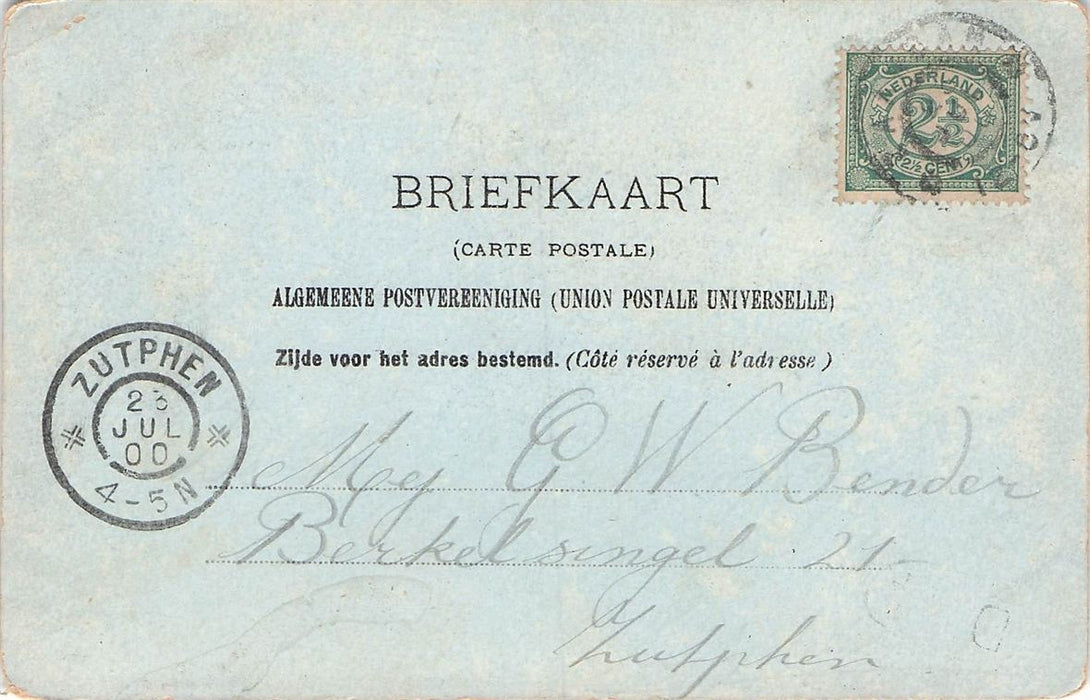 NEDERLAND
2½
2½ CENT
BRIEFKAART
(CARTE POSTALE)
ALGEMEENE POSTVEREENIGING (UNION POSTALE UNIVERSELLE)
Zijde voor het adres bestemd. (Côté réservé à l'adresse)
ZUTPHEN
23
JUL
00
4-5N
Mej G. W. Bender
Berkelsingel 21
Zutphen